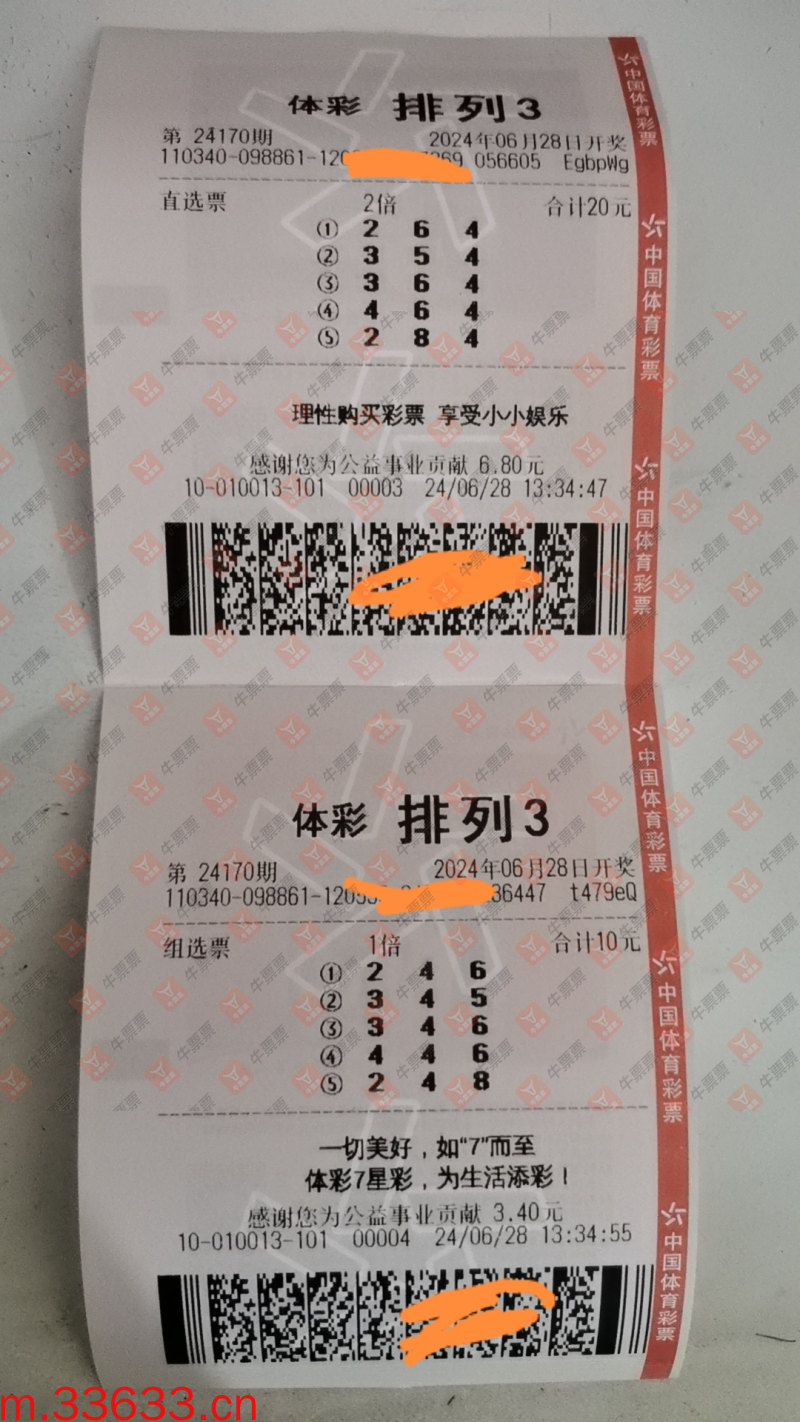 体彩 排列3
第 24170期 2024年06月28日开奖
110340-098861-120 269 056605 EgbpWg
直选票 2倍 合计20元
① 2 6 4
② 3 5 4
③ 3 6 4
④ 4 6 4
⑤ 2 8 4
理性购买彩票 享受小小娱乐
感谢您为公益事业贡献 6.80元
10-010013-101 00003 24/06/28 13:34:47
中国体育彩票
中国体育彩票
中国体育彩票
体彩 排列3
第 24170期 2024年06月28日开奖
110340-098861-1205 36447 t479eQ
组选票 1倍 合计10元
① 2 4 6
② 3 4 5
③ 3 4 6
④ 4 4 6
⑤ 2 4 8
一切美好，如“7”而至
体彩7星彩，为生活添彩！
感谢您为公益事业贡献 3.40元
10-010013-101 00004 24/06/28 13:34:55
中国体育彩票
中国体育彩票
中国体育彩票
牛票票
m.33633.cn